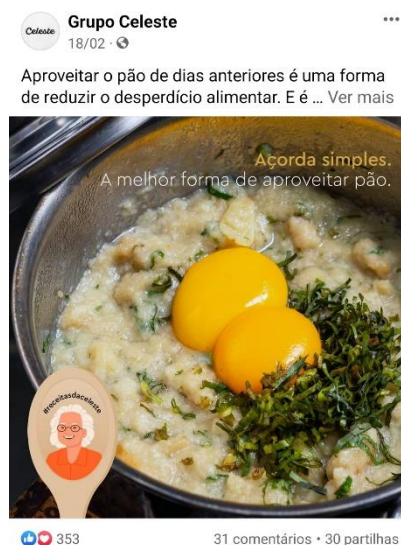 Celeste
Grupo Celeste
18/02 ·
Aproveitar o pão de dias anteriores é uma forma
de reduzir o desperdício alimentar. E é ... Ver mais
Açorda simples.
A melhor forma de aproveitar pão.
#receitasdaceleste
353
31 comentários • 30 partilhas